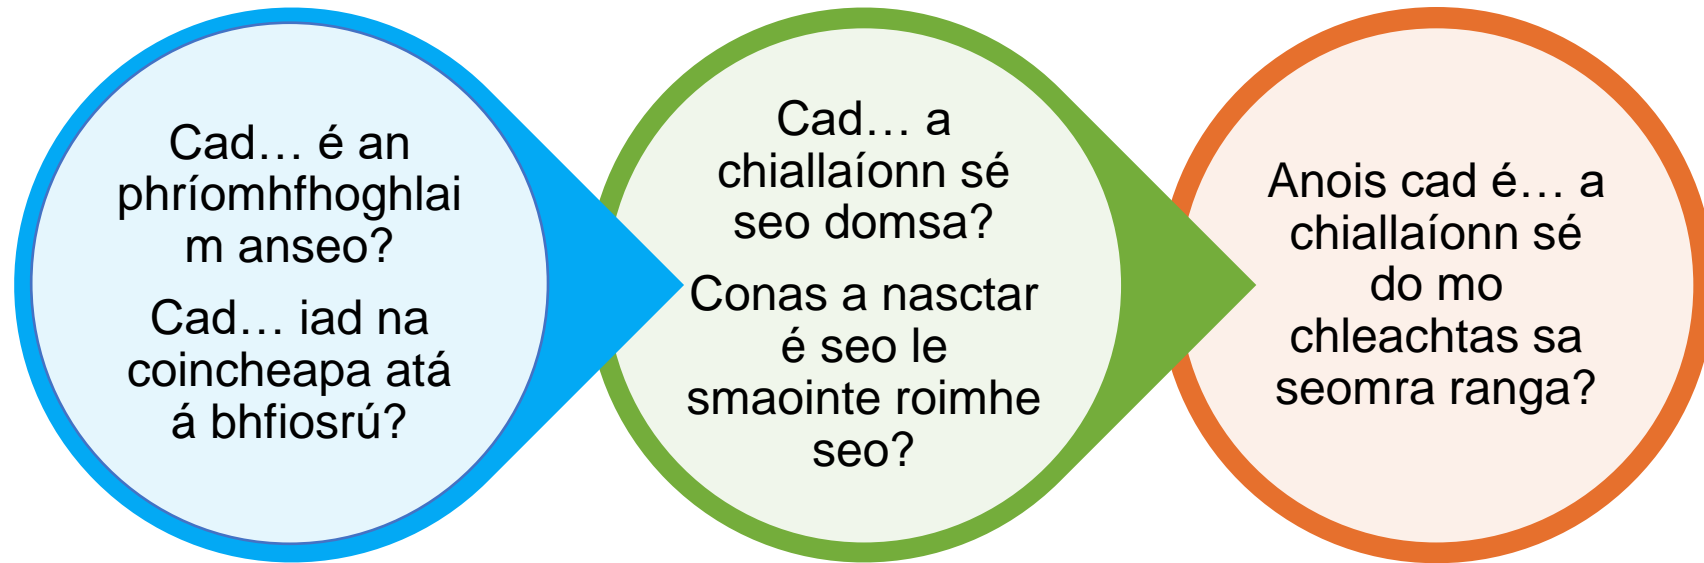 Cad… é an
phríomhfhoghlai
m anseo?
Cad… iad na
coincheapa atá
á bhfiosrú?
Cad… a
chiallaíonn sé
seo domsa?
Conas a nasctar
é seo le
smaointe roimhe
seo?
Anois cad é… a
chiallaíonn sé
do mo
chleachtas sa
seomra ranga?